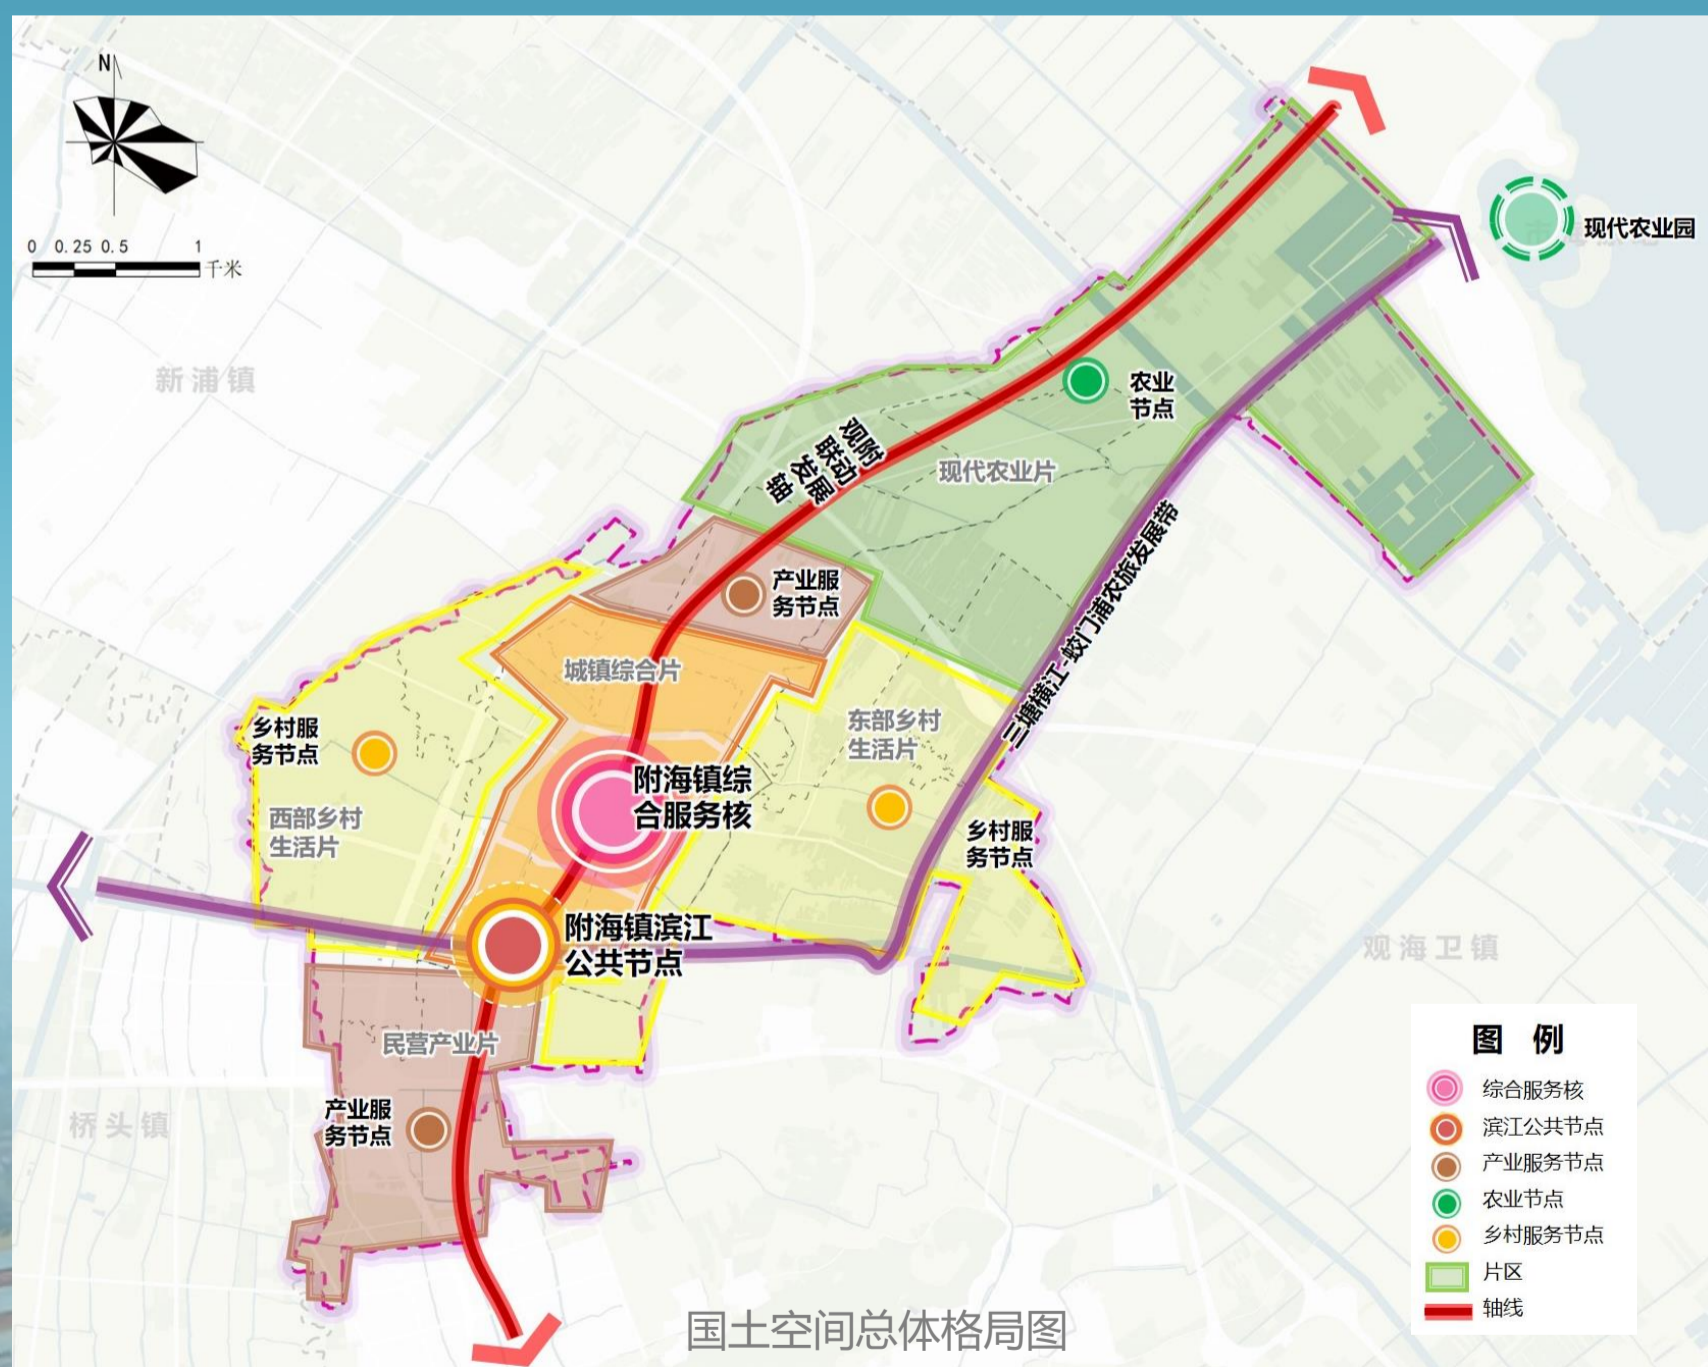 N
0 0.25 0.5 1
千米
现代农业园
新浦镇
农业
节点
观附
联动
发展
轴
现代农业片
三塘横江-蛟门浦农旅发展带
产业服
务节点
城镇综合片
东部乡村
生活片
乡村服
务节点
附海镇综
合服务核
西部乡村
生活片
乡村服
务节点
附海镇滨江
公共节点
观海卫镇
民营产业片
产业服
务节点
桥头镇
图 例
综合服务核
滨江公共节点
产业服务节点
农业节点
乡村服务节点
片区
轴线
国土空间总体格局图